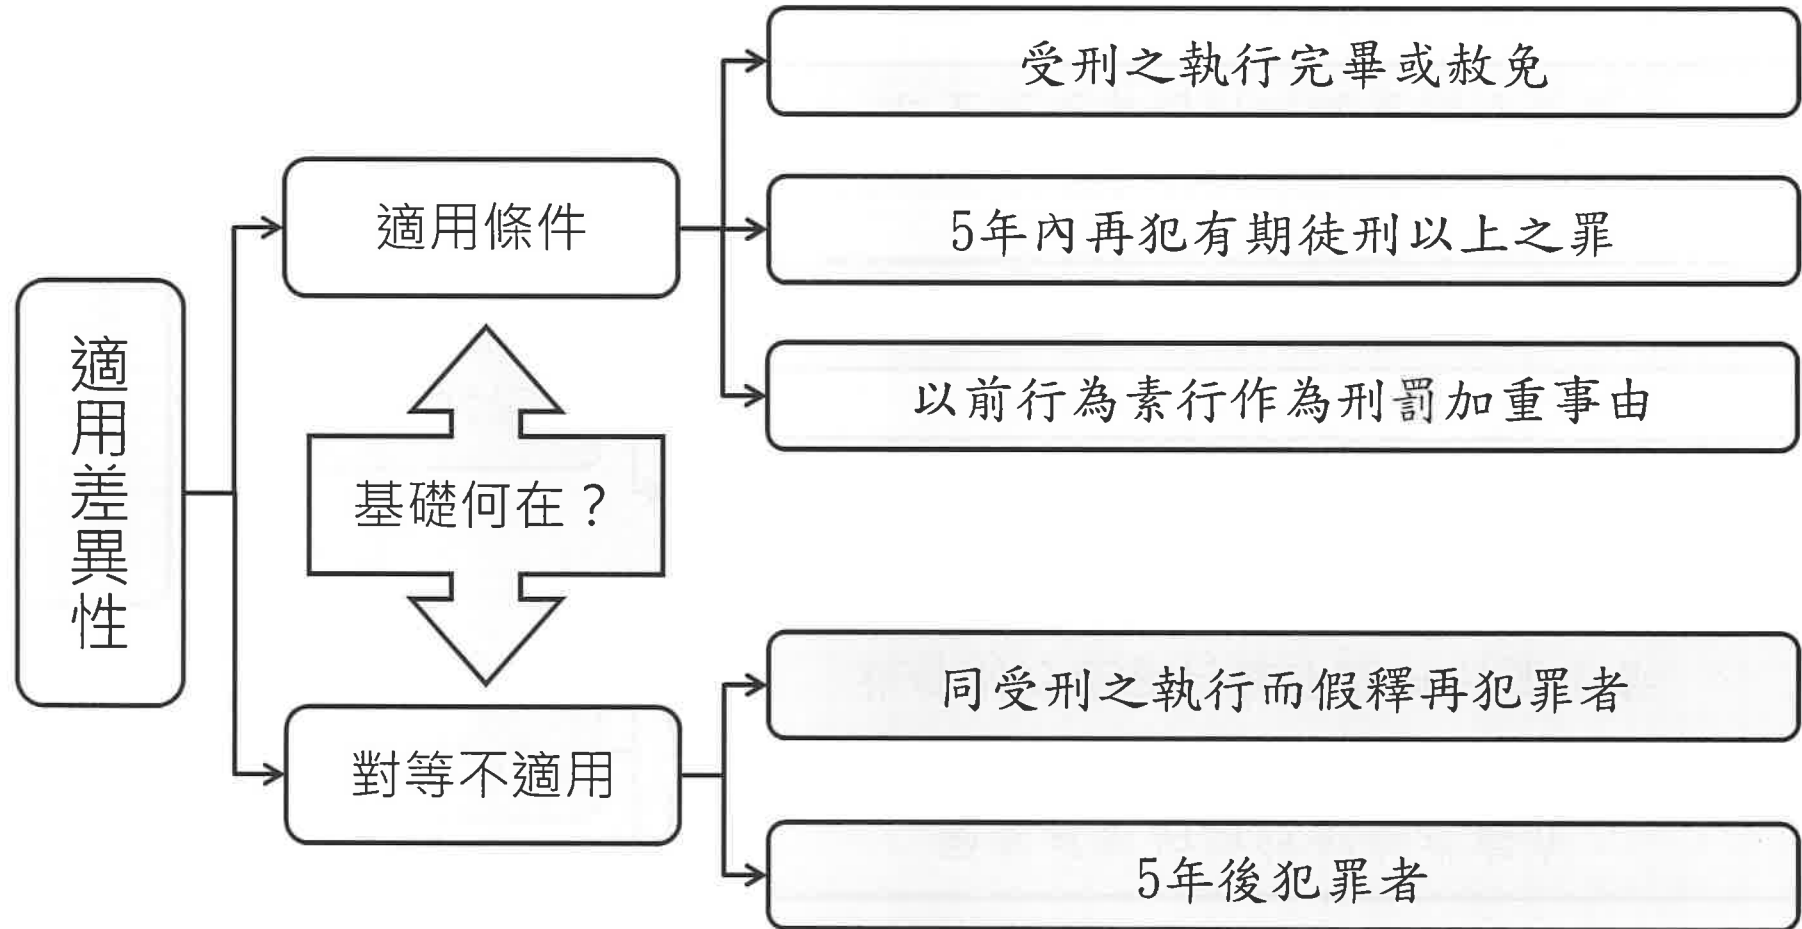 適用差異性
適用條件
受刑之執行完畢或赦免
5年內再犯有期徒刑以上之罪
以前行為素行作為刑罰加重事由
基礎何在？
對等不適用
同受刑之執行而假釋再犯罪者
5年後犯罪者